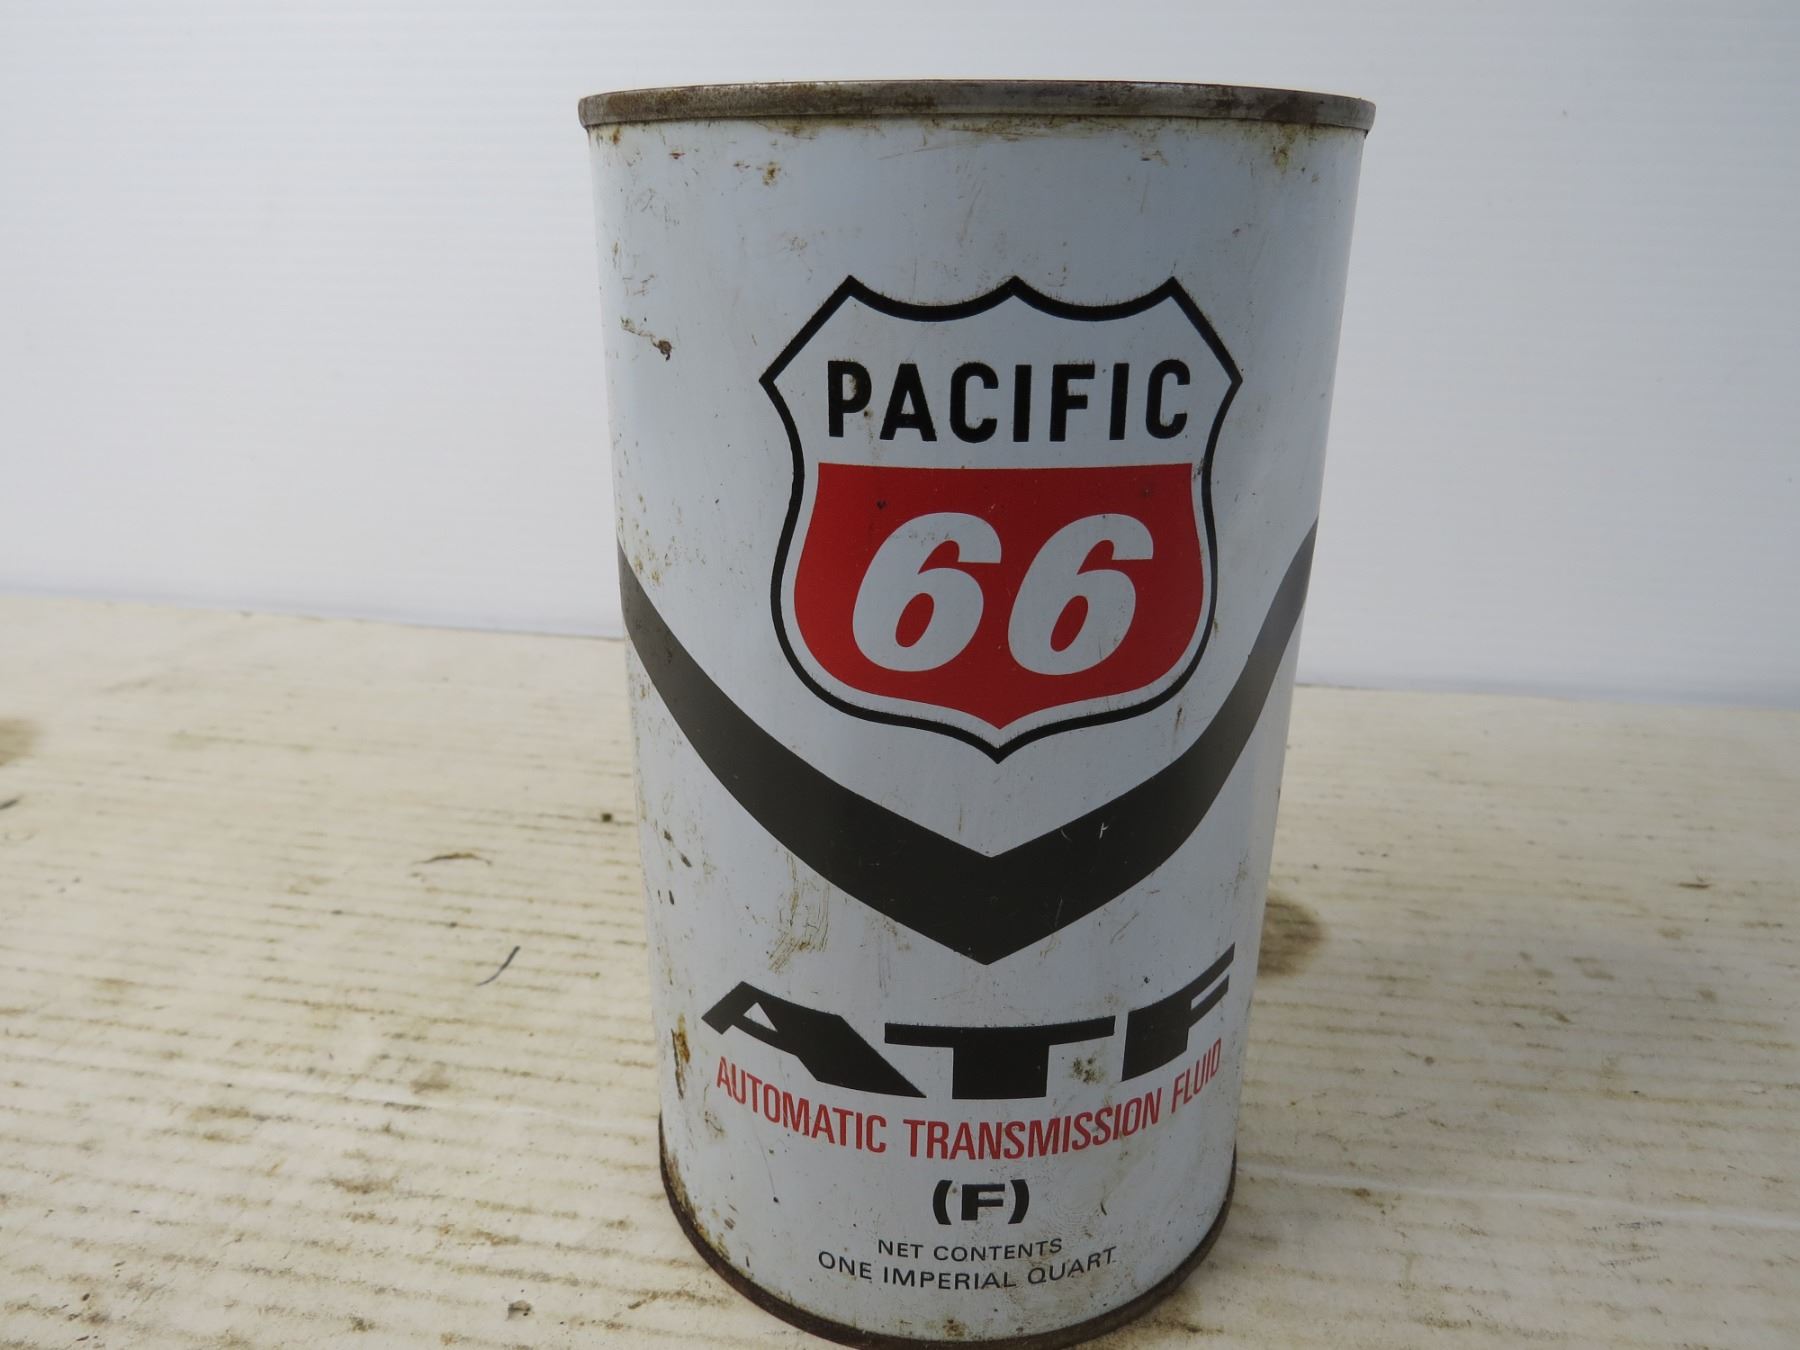 PACIFIC
66
ATF
AUTOMATIC TRANSMISSION FLUID
(F)
NET CONTENTS
ONE IMPERIAL QUART